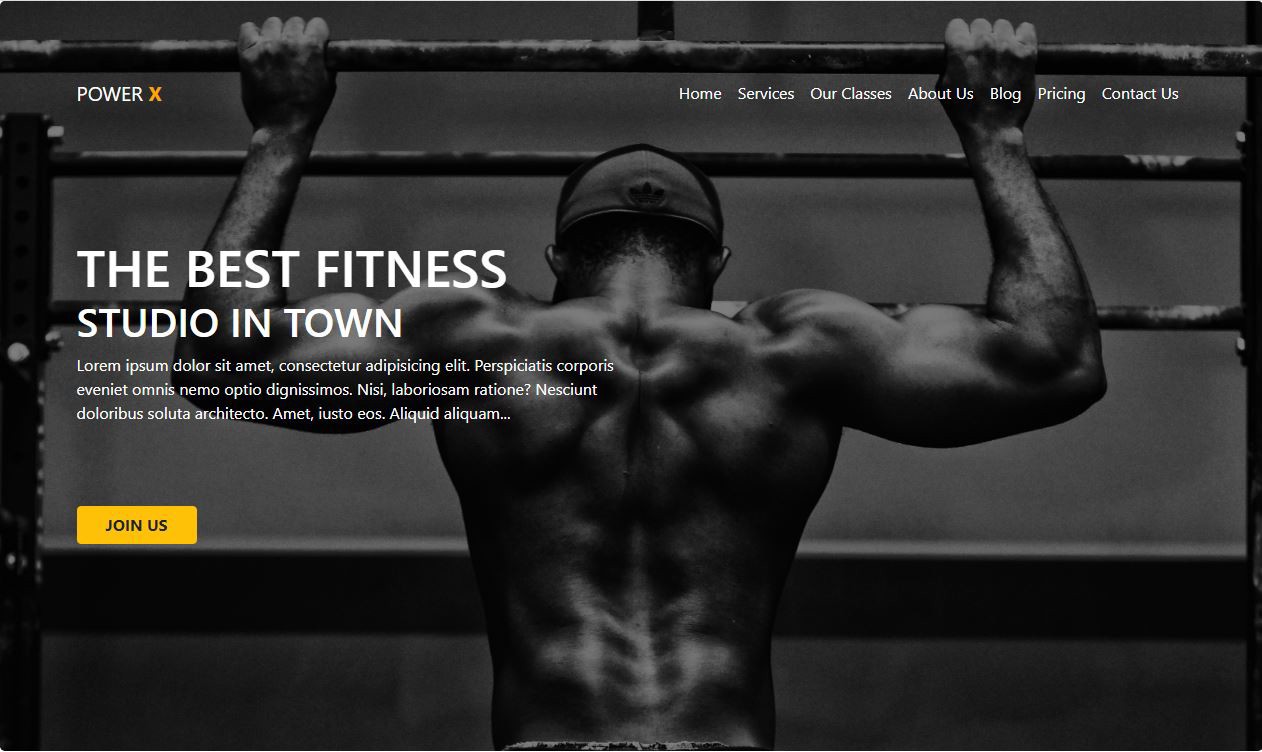 POWER X
Home Services Our Classes About Us Blog Pricing Contact Us
THE BEST FITNESS
STUDIO IN TOWN
Lorem ipsum dolor sit amet, consectetur adipisicing elit. Perspiciatis corporis
eveniet omnis nemo optio dignissimos. Nisi, laboriosam ratione? Nesciunt
doloribus soluta architecto. Amet, iusto eos. Aliquid aliquam...
JOIN US